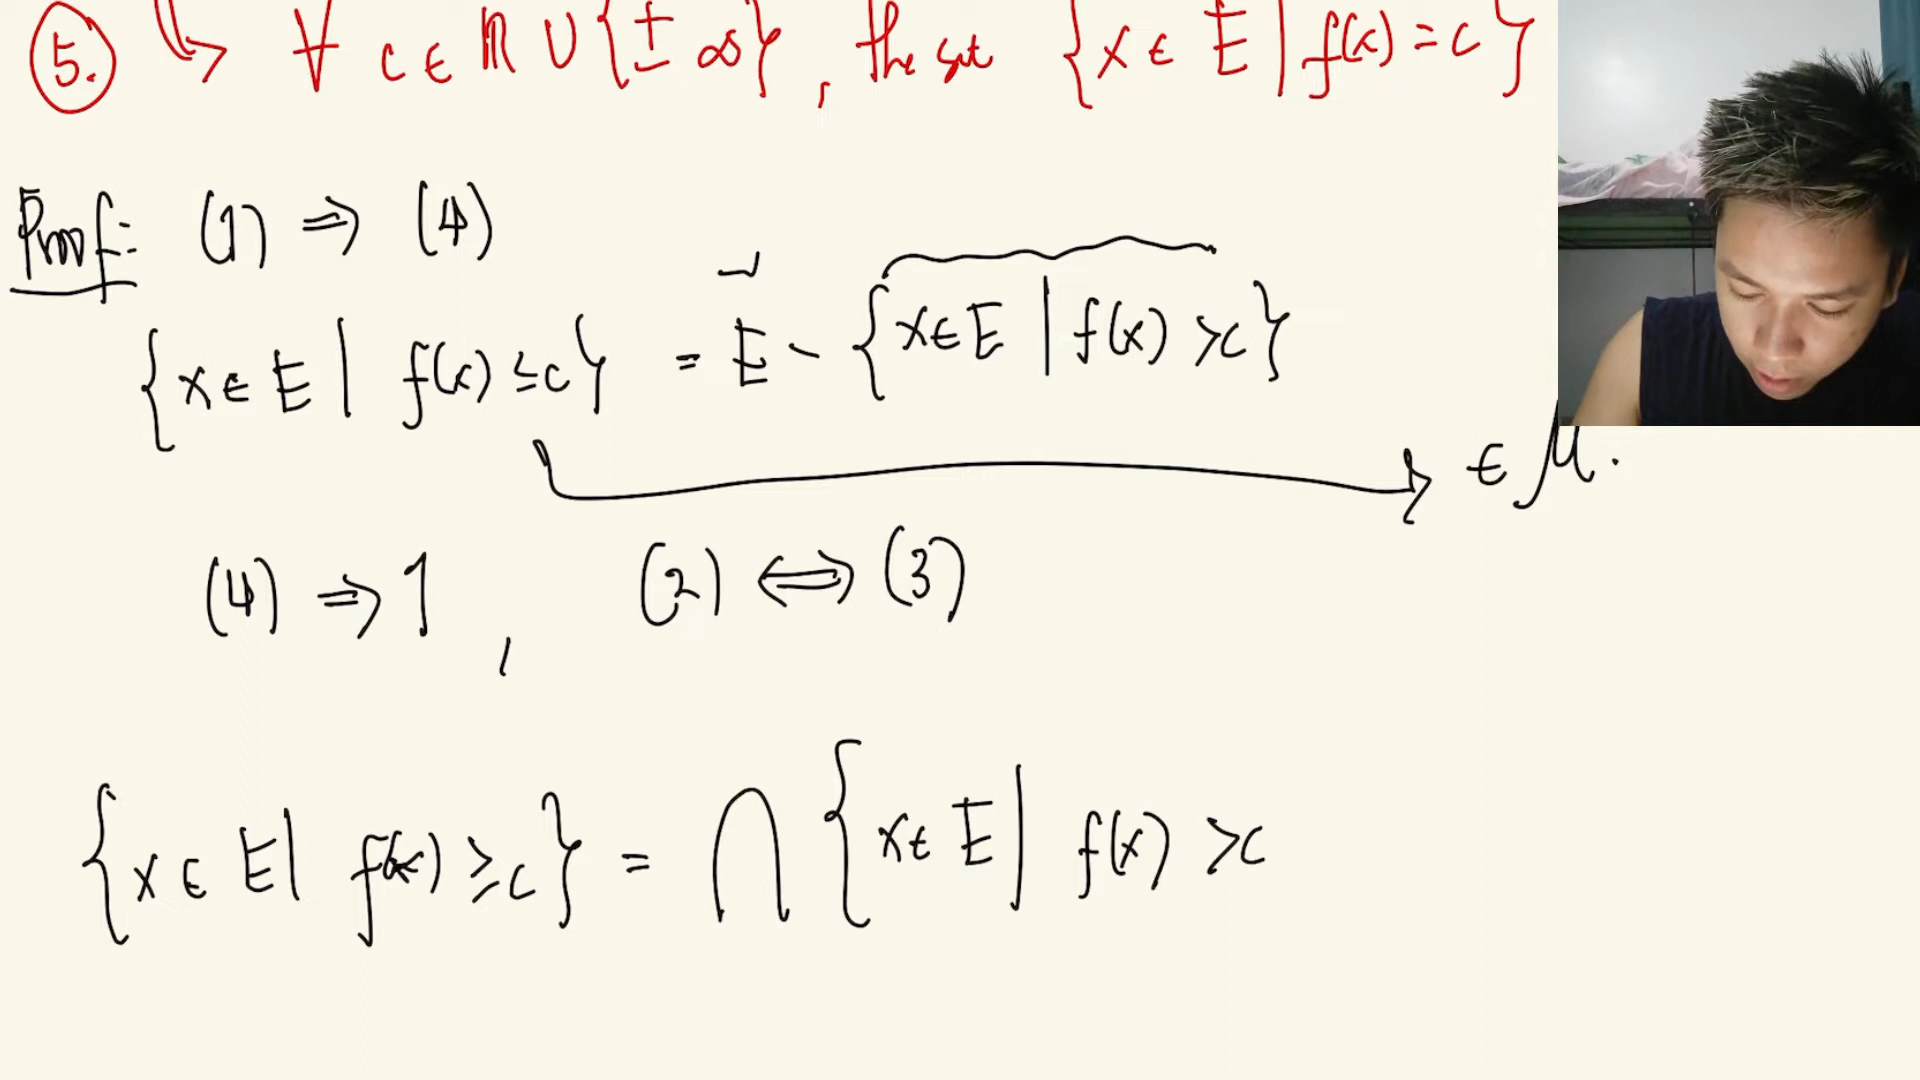 5. ↳ ∀ c ∈ ℝ ∪ {± ∞}, the set {x ∈ E | f(x) = c}
Proof: (1) ⇒ (4)
{x ∈ E | f(x) ≤ c} = E - {x ∈ E | f(x) > c}
∈ M.
(4) ⇒ 1 , (2) ⇔ (3)
{x ∈ E | f(x) ≥ c} = ∩ {x ∈ E | f(x) > c